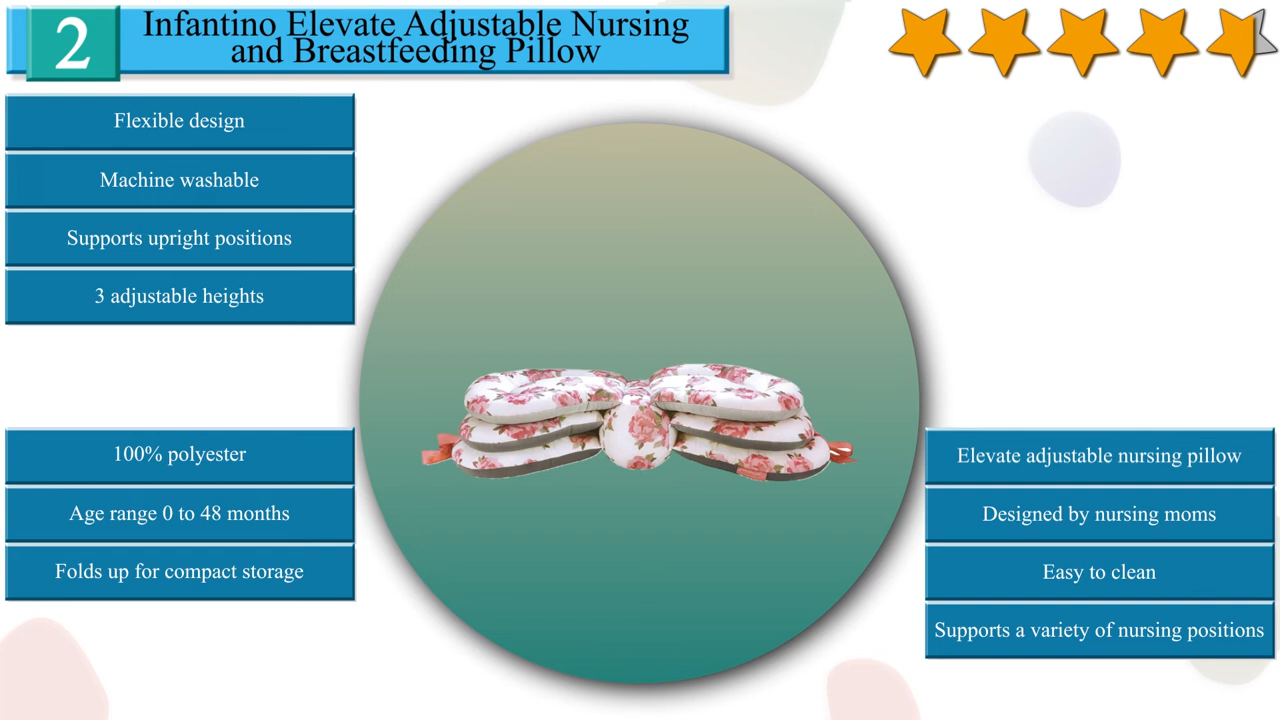 2
Infantino Elevate Adjustable Nursing
and Breastfeeding Pillow
Flexible design
Machine washable
Supports upright positions
3 adjustable heights
100% polyester
Age range 0 to 48 months
Folds up for compact storage
Elevate adjustable nursing pillow
Designed by nursing moms
Easy to clean
Supports a variety of nursing positions